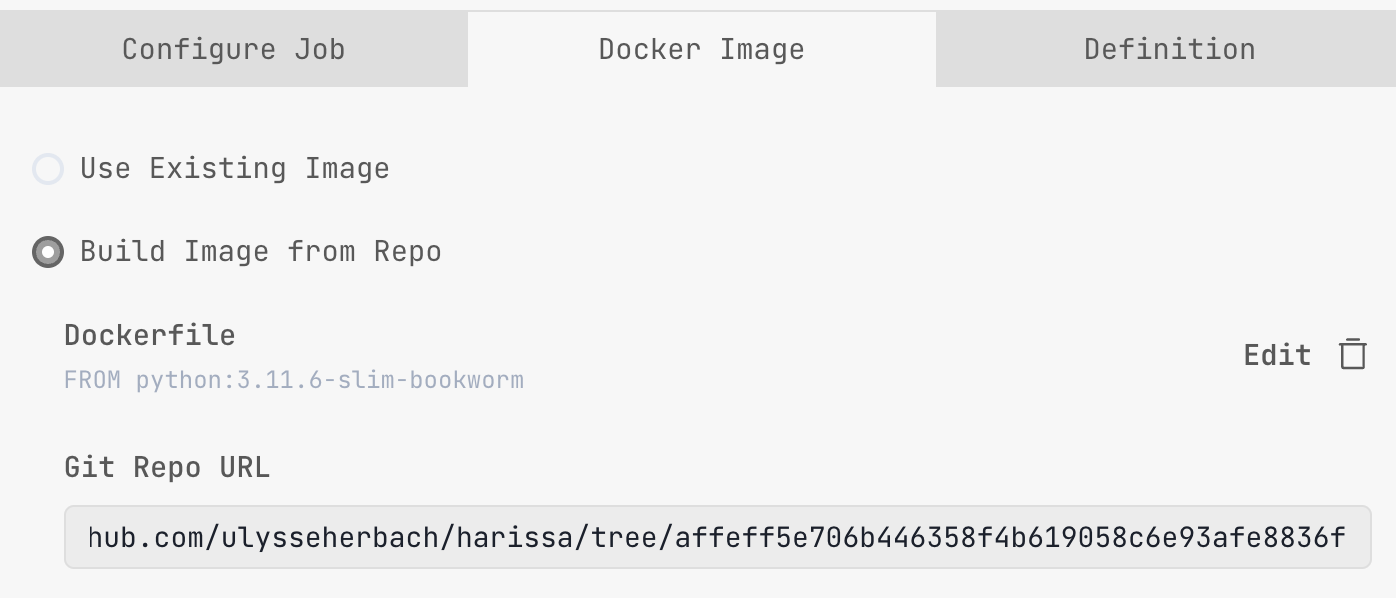 Configure Job Docker Image Definition
Use Existing Image
Build Image from Repo
Dockerfile
Edit
FROM python:3.11.6-slim-bookworm
Git Repo URL
hub.com/ulysseherbach/harissa/tree/affeff5e706b446358f4b619058c6e93afe8836f